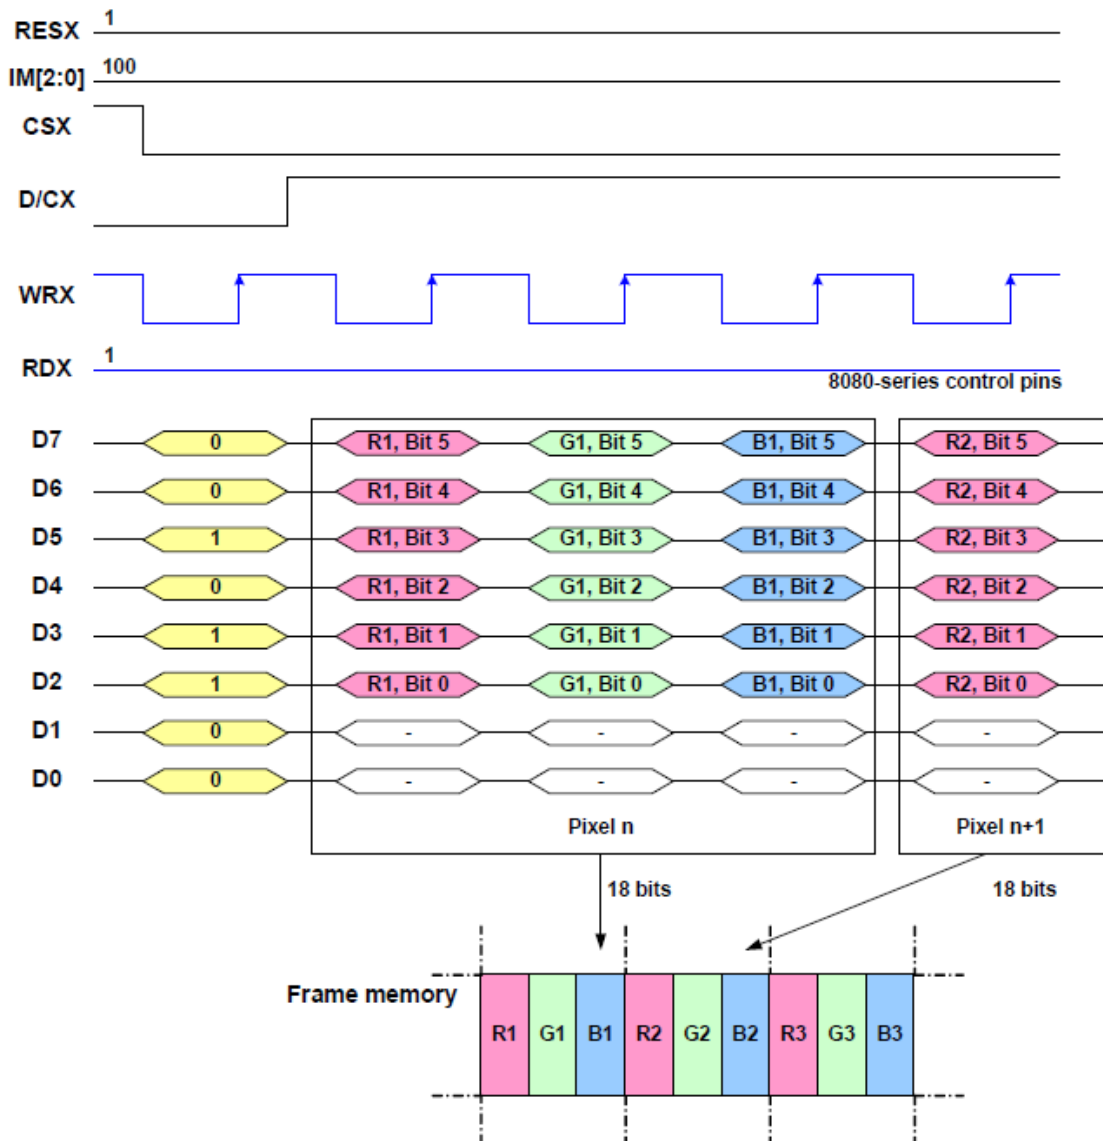 RESX 1
IM[2:0] 100
CSX
D/CX
WRX
RDX 1
8080-series control pins
D7 0 R1, Bit 5 G1, Bit 5 B1, Bit 5 R2, Bit 5
D6 0 R1, Bit 4 G1, Bit 4 B1, Bit 4 R2, Bit 4
D5 1 R1, Bit 3 G1, Bit 3 B1, Bit 3 R2, Bit 3
D4 0 R1, Bit 2 G1, Bit 2 B1, Bit 2 R2, Bit 2
D3 1 R1, Bit 1 G1, Bit 1 B1, Bit 1 R2, Bit 1
D2 1 R1, Bit 0 G1, Bit 0 B1, Bit 0 R2, Bit 0
D1 0 - - - -
D0 0 - - - -
Pixel n Pixel n+1
18 bits 18 bits
Frame memory
R1 G1 B1 R2 G2 B2 R3 G3 B3